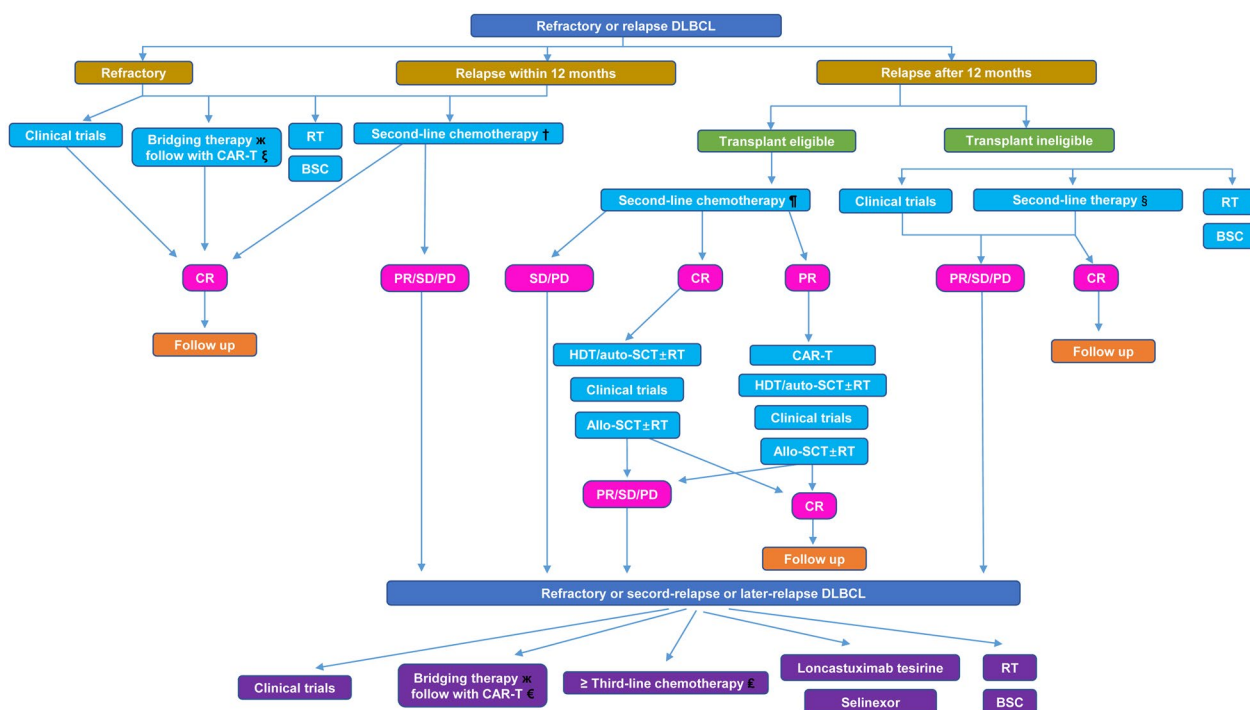 Refractory or relapse DLBCL
Refractory
Relapse within 12 months
Relapse after 12 months
Clinical trials
Bridging therapy ж
follow with CAR-T ξ
RT
BSC
Second-line chemotherapy †
Transplant eligible
Transplant ineligible
Second-line chemotherapy ¶
Clinical trials
Second-line therapy §
RT
BSC
CR
PR/SD/PD
SD/PD
CR
PR
PR/SD/PD
CR
Follow up
Follow up
HDT/auto-SCT±RT
Clinical trials
Allo-SCT±RT
CAR-T
HDT/auto-SCT±RT
Clinical trials
Allo-SCT±RT
PR/SD/PD
CR
Follow up
Refractory or secord-relapse or later-relapse DLBCL
Clinical trials
Bridging therapy ж
follow with CAR-T €
≥ Third-line chemotherapy ₤
Loncastuximab tesirine
Selinexor
RT
BSC